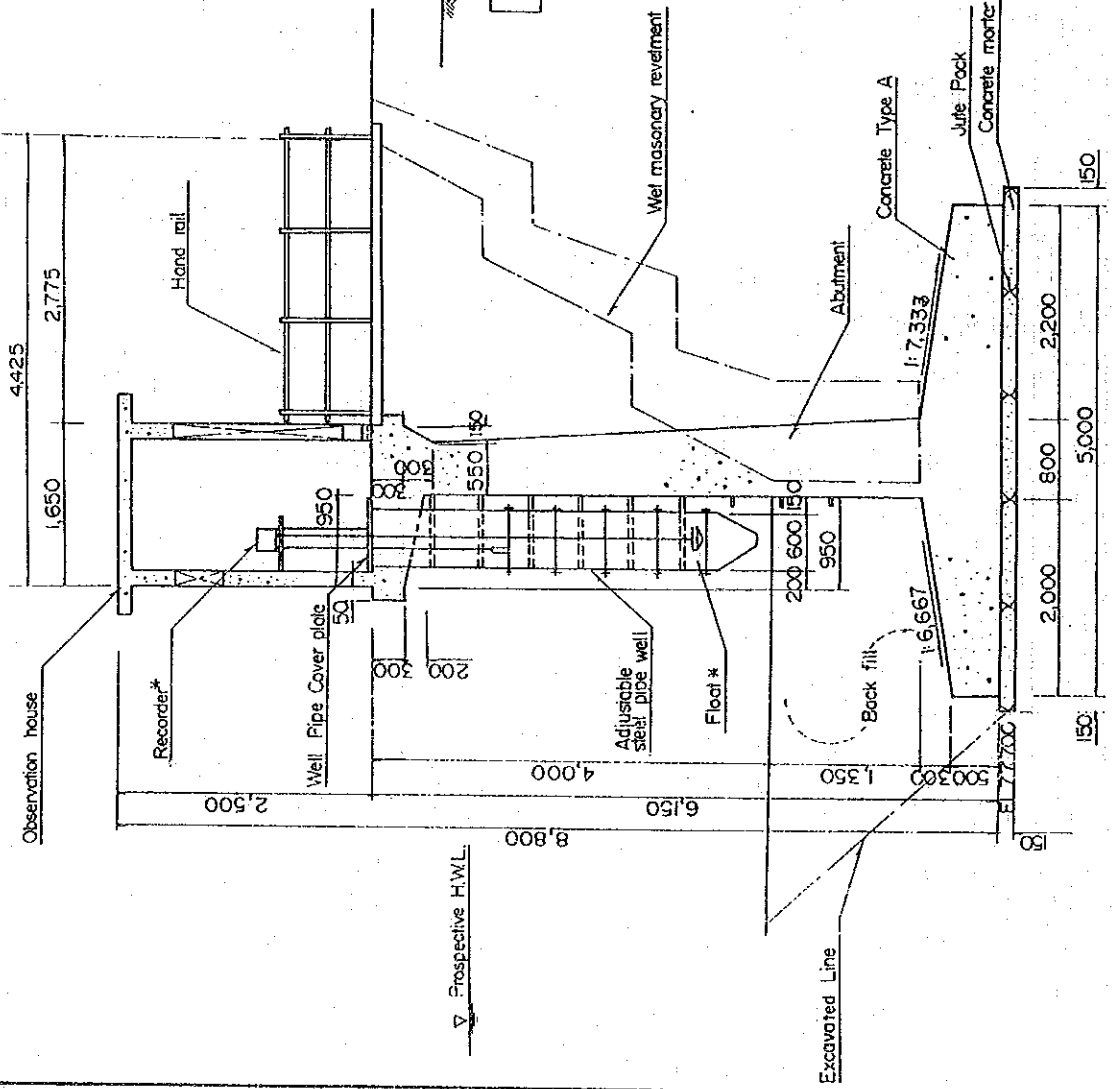 4,425
1,650
2,775
Observation house
Hand rail
Recorder*
950
Well Pipe Cover plate
50
300
300
150
550
300
200
Wet masonary revetment
2,500
4,000
6,150
8,800
▽ Prospective H.W.L.
Adjustable
steel pipe well
Float *
200
600
150
950
Abutment
Concrete Type A
Jute Pack
Concrete mortar
1:7,333
1:6,667
Back fill
1,350
300
500
150
Excavated Line
2,000
800
2,200
150
5,000
150